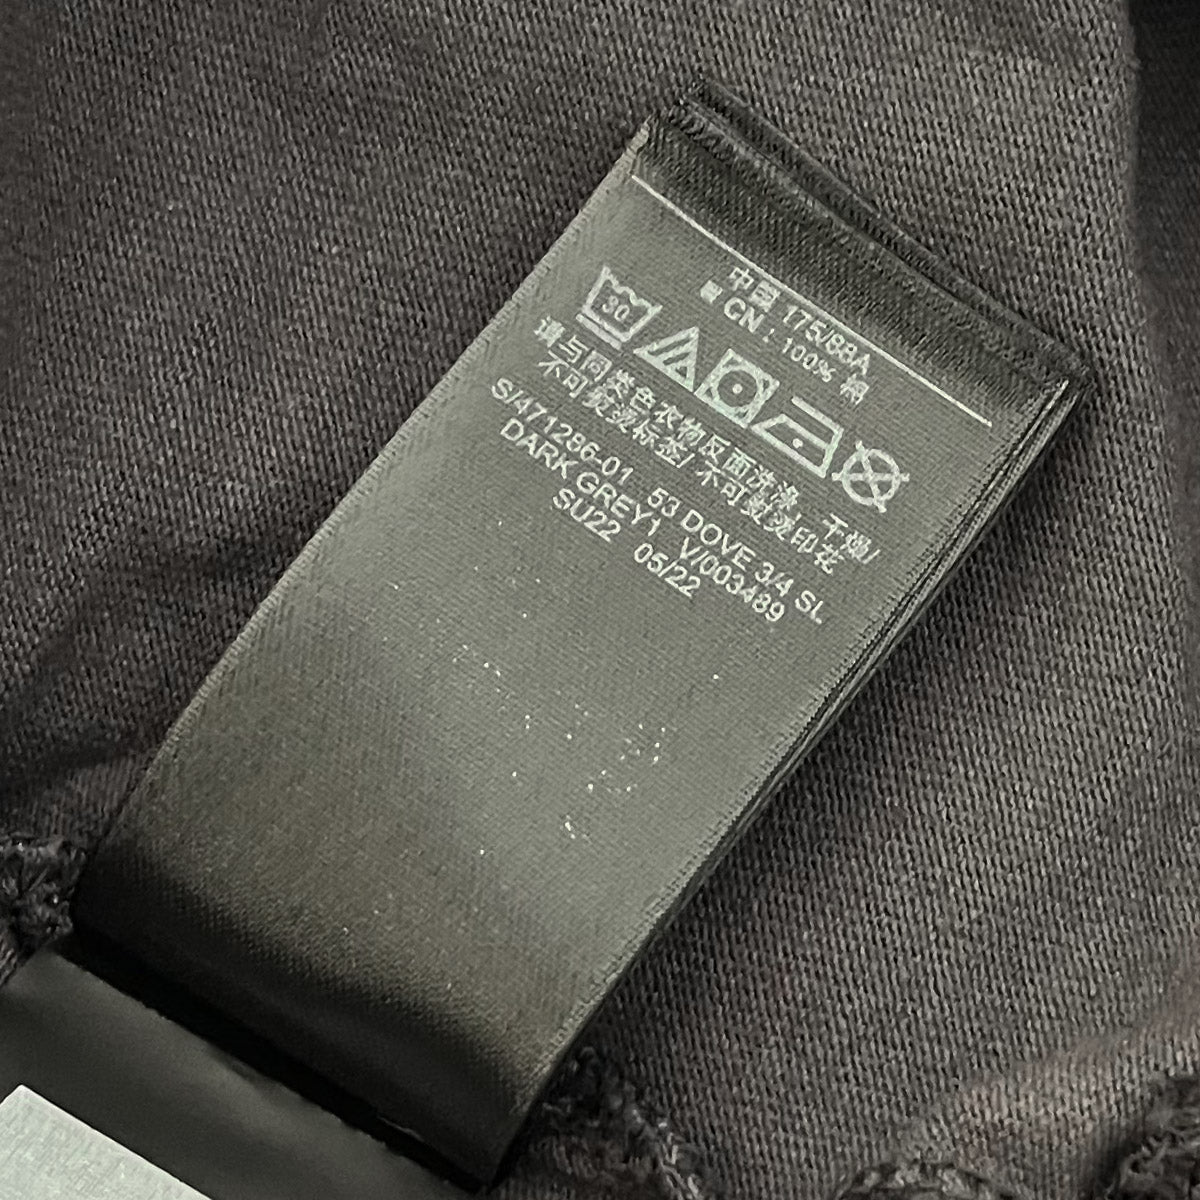 中国 175/88A
CN : 100% 棉
30
请与同类色衣物反面洗涤，干燥/
不可熨烫标签/ 不可熨烫印花
S/471286-01 53 DOVE 3/4 SL
DARK GREY1 V/003489
SU22 05/22